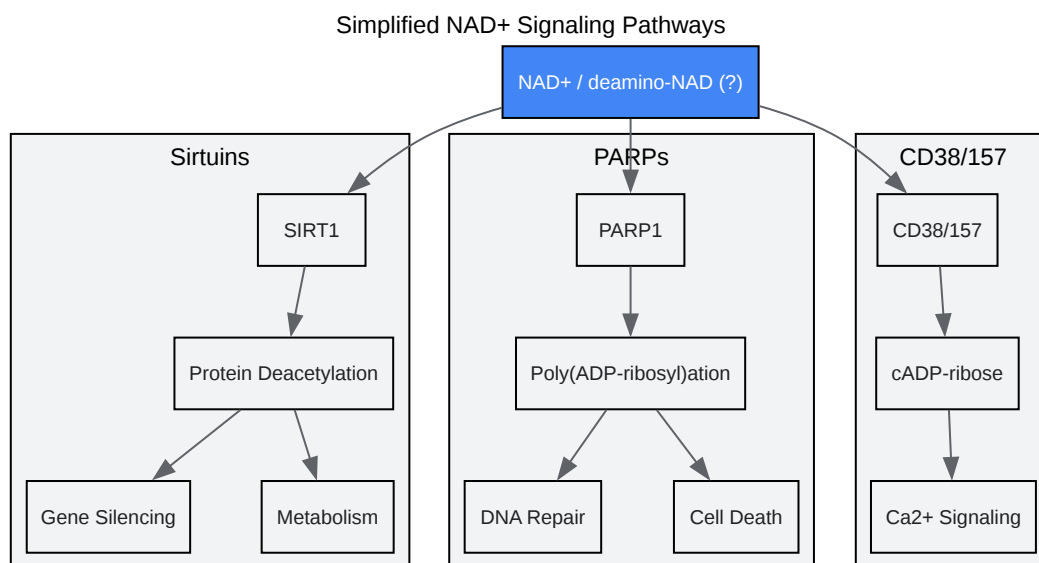 Simplified NAD+ Signaling Pathways
NAD+ / deamino-NAD (?)
Sirtuins
PARPs
CD38/157
SIRT1
PARP1
CD38/157
Protein Deacetylation
Poly(ADP-ribosyl)ation
cADP-ribose
Gene Silencing
Metabolism
DNA Repair
Cell Death
Ca2+ Signaling